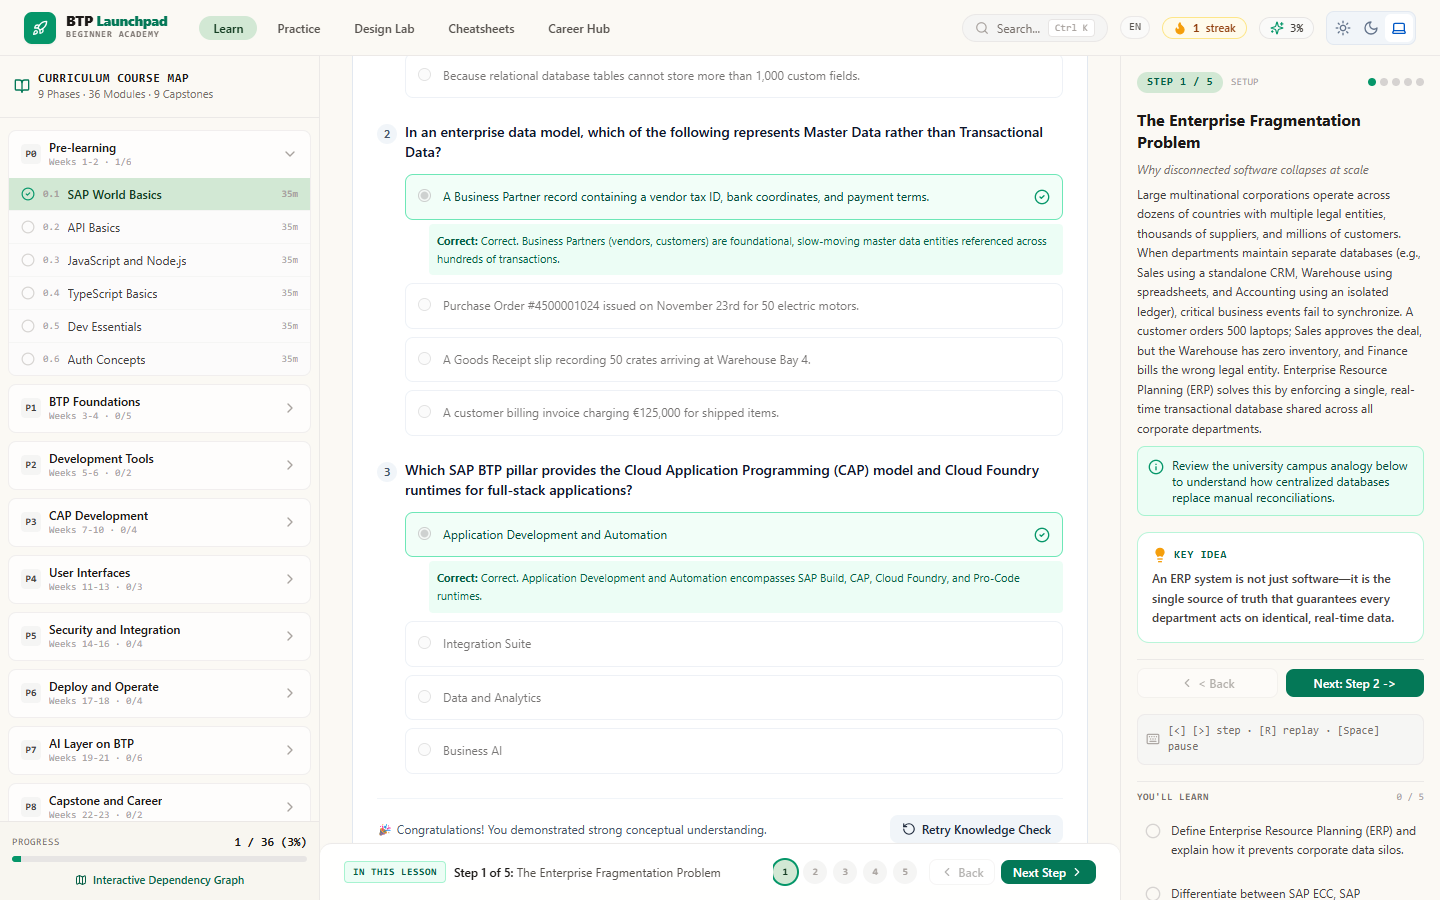 BTP Launchpad
BEGINNER ACADEMY
Learn
Practice
Design Lab
Cheatsheets
Career Hub
Search...
Ctrl K
EN
1 streak
3%
CURRICULUM COURSE MAP
9 Phases · 36 Modules · 9 Capstones
P0
Pre-learning
Weeks 1-2 · 1/6
0.1 SAP World Basics 35m
0.2 API Basics 35m
0.3 JavaScript and Node.js 35m
0.4 TypeScript Basics 35m
0.5 Dev Essentials 35m
0.6 Auth Concepts 35m
P1
BTP Foundations
Weeks 3-4 · 0/5
P2
Development Tools
Weeks 5-6 · 0/2
P3
CAP Development
Weeks 7-10 · 0/4
P4
User Interfaces
Weeks 11-13 · 0/3
P5
Security and Integration
Weeks 14-16 · 0/4
P6
Deploy and Operate
Weeks 17-18 · 0/4
P7
AI Layer on BTP
Weeks 19-21 · 0/6
P8
Capstone and Career
Weeks 22-23 · 0/2
PROGRESS 1 / 36 (3%)
Interactive Dependency Graph
Because relational database tables cannot store more than 1,000 custom fields.
2
In an enterprise data model, which of the following represents Master Data rather than Transactional
Data?
A Business Partner record containing a vendor tax ID, bank coordinates, and payment terms.
Correct: Correct. Business Partners (vendors, customers) are foundational, slow-moving master data entities referenced across
hundreds of transactions.
Purchase Order #4500001024 issued on November 23rd for 50 electric motors.
A Goods Receipt slip recording 50 crates arriving at Warehouse Bay 4.
A customer billing invoice charging €125,000 for shipped items.
3
Which SAP BTP pillar provides the Cloud Application Programming (CAP) model and Cloud Foundry
runtimes for full-stack applications?
Application Development and Automation
Correct: Correct. Application Development and Automation encompasses SAP Build, CAP, Cloud Foundry, and Pro-Code
runtimes.
Integration Suite
Data and Analytics
Business AI
🎉 Congratulations! You demonstrated strong conceptual understanding.
Retry Knowledge Check
IN THIS LESSON
Step 1 of 5: The Enterprise Fragmentation Problem
1 2 3 4 5
Back
Next Step
STEP 1 / 5
SETUP
The Enterprise Fragmentation
Problem
Why disconnected software collapses at scale
Large multinational corporations operate across
dozens of countries with multiple legal entities,
thousands of suppliers, and millions of customers.
When departments maintain separate databases (e.g.,
Sales using a standalone CRM, Warehouse using
spreadsheets, and Accounting using an isolated
ledger), critical business events fail to synchronize. A
customer orders 500 laptops; Sales approves the deal,
but the Warehouse has zero inventory, and Finance
bills the wrong legal entity. Enterprise Resource
Planning (ERP) solves this by enforcing a single, real-
time transactional database shared across all
corporate departments.
Review the university campus analogy below
to understand how centralized databases
replace manual reconciliations.
KEY IDEA
An ERP system is not just software—it is the
single source of truth that guarantees every
department acts on identical, real-time data.
< Back
Next: Step 2 ->
[<] [>] step · [R] replay · [Space]
pause
YOU'LL LEARN 0 / 5
Define Enterprise Resource Planning (ERP) and
explain how it prevents corporate data silos.
Differentiate between SAP ECC, SAP